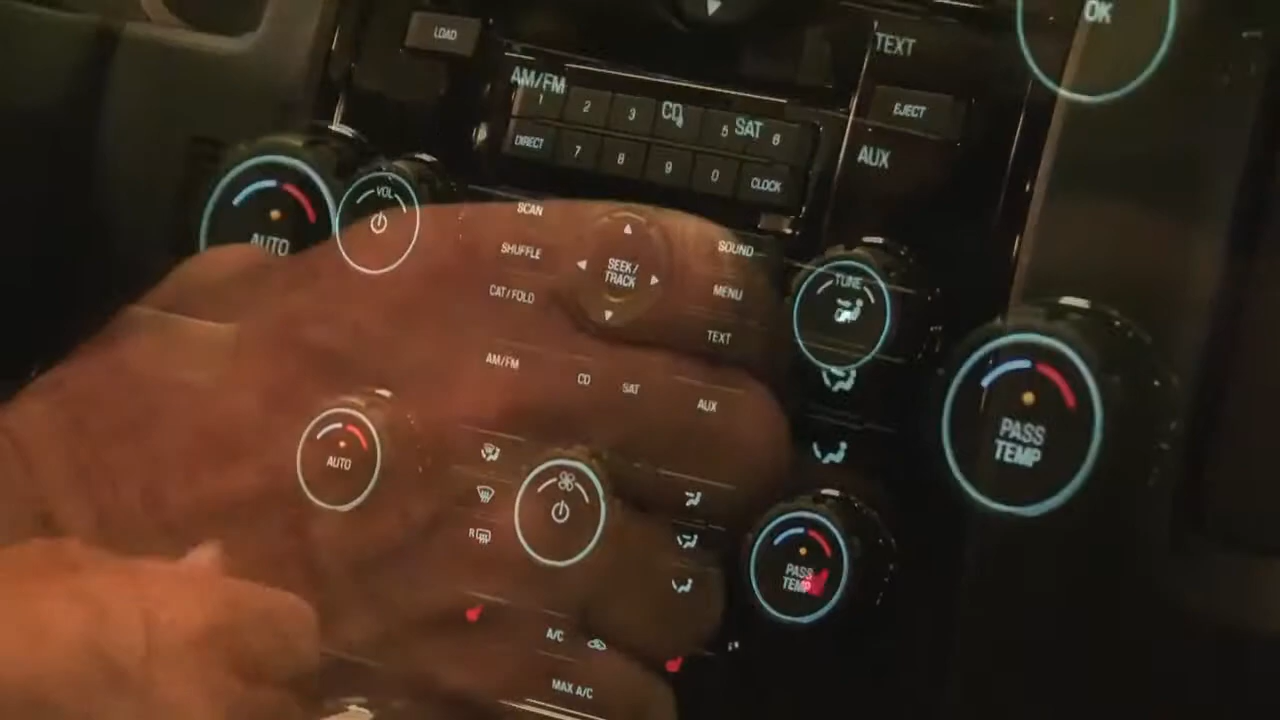 OK
LOAD
TEXT
AM/FM
1 2 3 CD 5 SAT 6
EJECT
DIRECT 7 8 9 0 CLOCK
AUX
VOL
AUTO
SCAN
SOUND
SHUFFLE
SEEK/
TRACK
MENU
CAT/FOLD
TUNE
TEXT
AM/FM CD SAT AUX
AUTO
PASS
TEMP
R
PASS
TEMP
A/C
MAX A/C